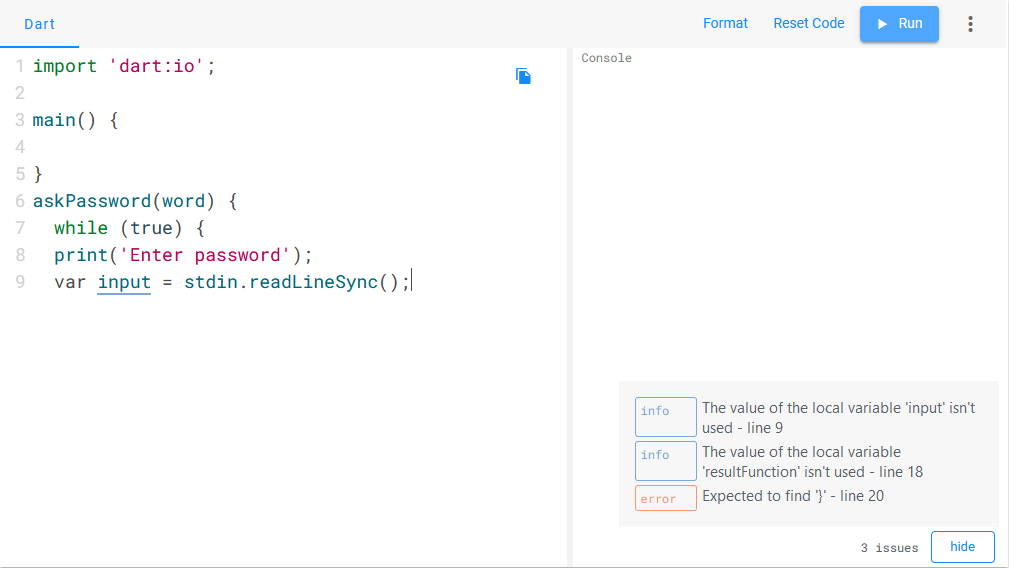 Dart
Format Reset Code Run
Console
1 import 'dart:io';
2
3 main() {
4
5 }
6 askPassword(word) {
7 while (true) {
8 print('Enter password');
9 var input = stdin.readLineSync();
info The value of the local variable 'input' isn't
used - line 9
info The value of the local variable
'resultFunction' isn't used - line 18
error Expected to find '}' - line 20
3 issues hide